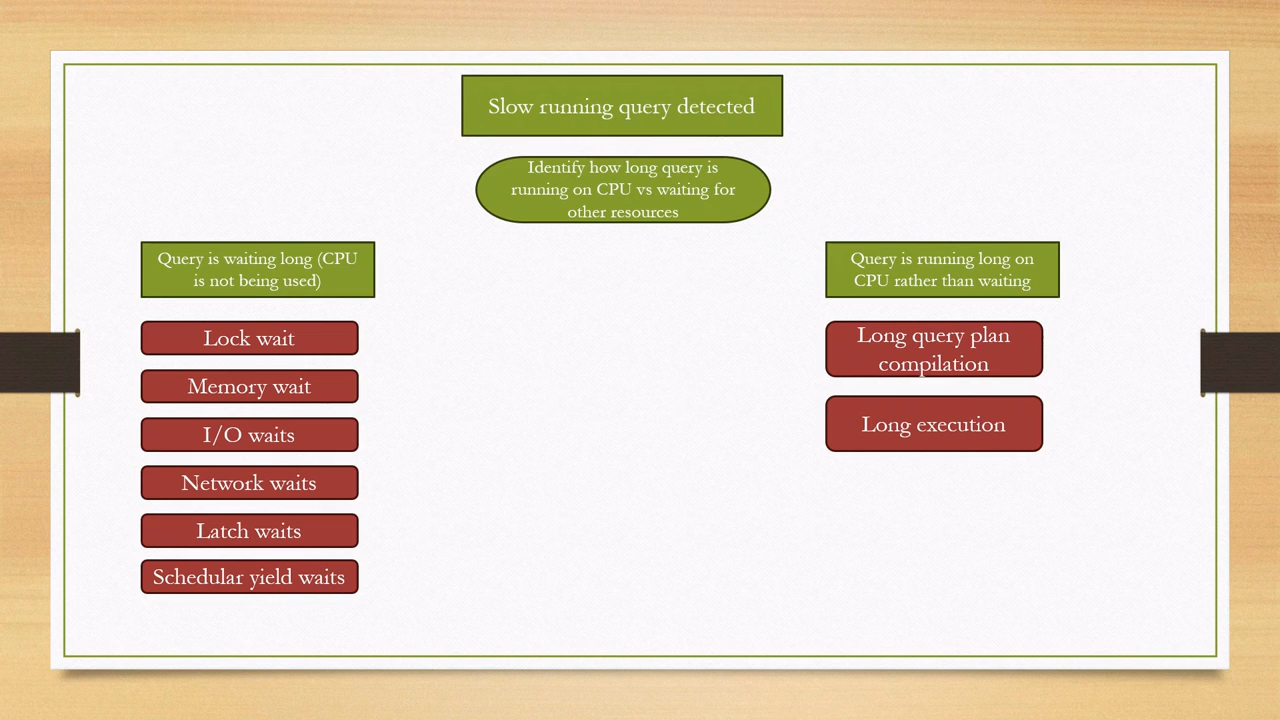 Slow running query detected
Identify how long query is
running on CPU vs waiting for
other resources
Query is waiting long (CPU
is not being used)
Lock wait
Memory wait
I/O waits
Network waits
Latch waits
Schedular yield waits
Query is running long on
CPU rather than waiting
Long query plan
compilation
Long execution